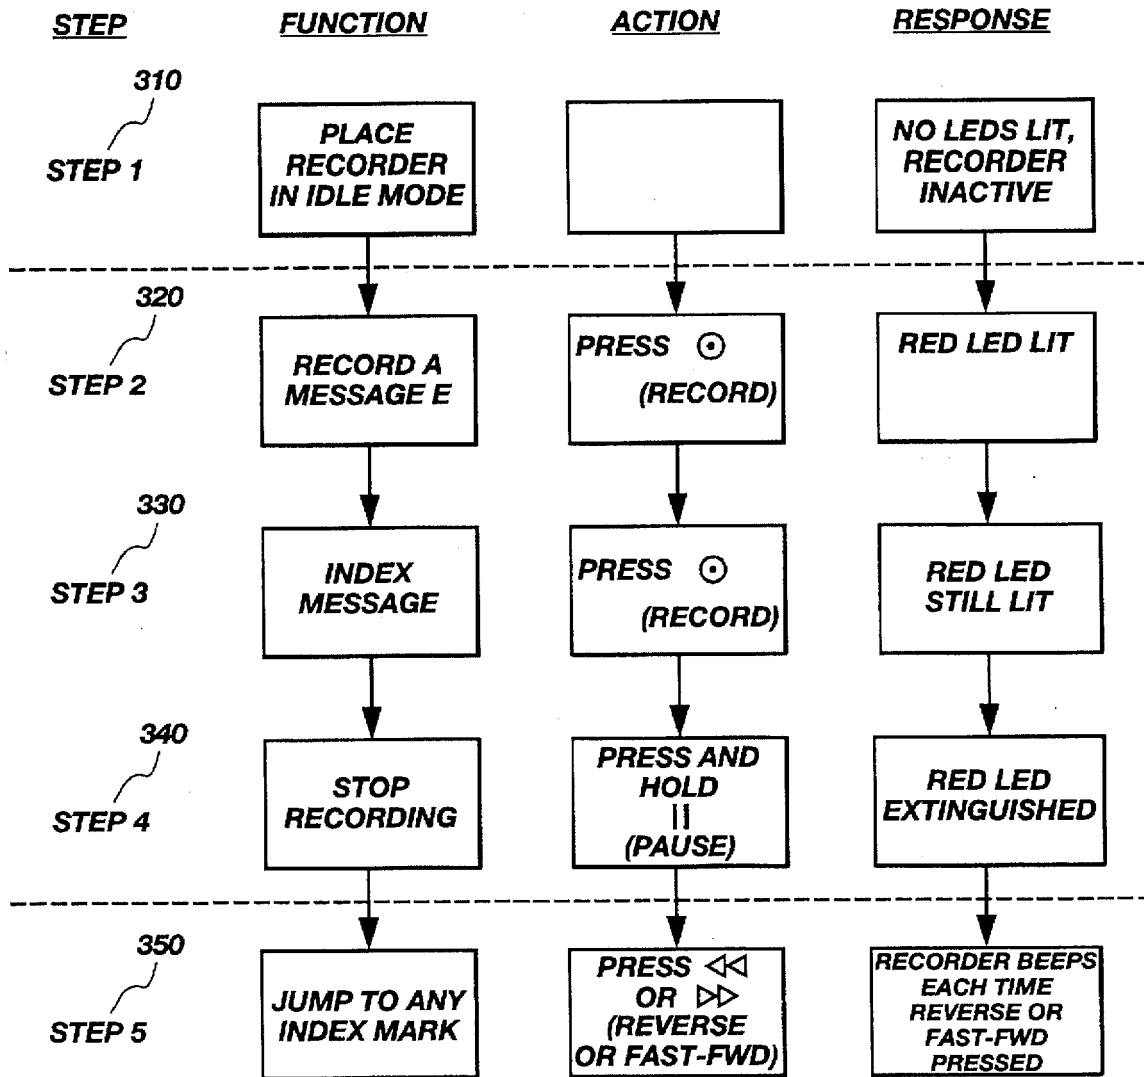 STEP FUNCTION ACTION RESPONSE
310
STEP 1
PLACE
RECORDER
IN IDLE MODE
NO LEDS LIT,
RECORDER
INACTIVE
320
STEP 2
RECORD A
MESSAGE E
PRESS ⊙
(RECORD)
RED LED LIT
330
STEP 3
INDEX
MESSAGE
PRESS ⊙
(RECORD)
RED LED
STILL LIT
340
STEP 4
STOP
RECORDING
PRESS AND
HOLD
||
(PAUSE)
RED LED
EXTINGUISHED
350
STEP 5
JUMP TO ANY
INDEX MARK
PRESS ◁◁
OR ▷▷
(REVERSE
OR FAST-FWD)
RECORDER BEEPS
EACH TIME
REVERSE OR
FAST-FWD
PRESSED